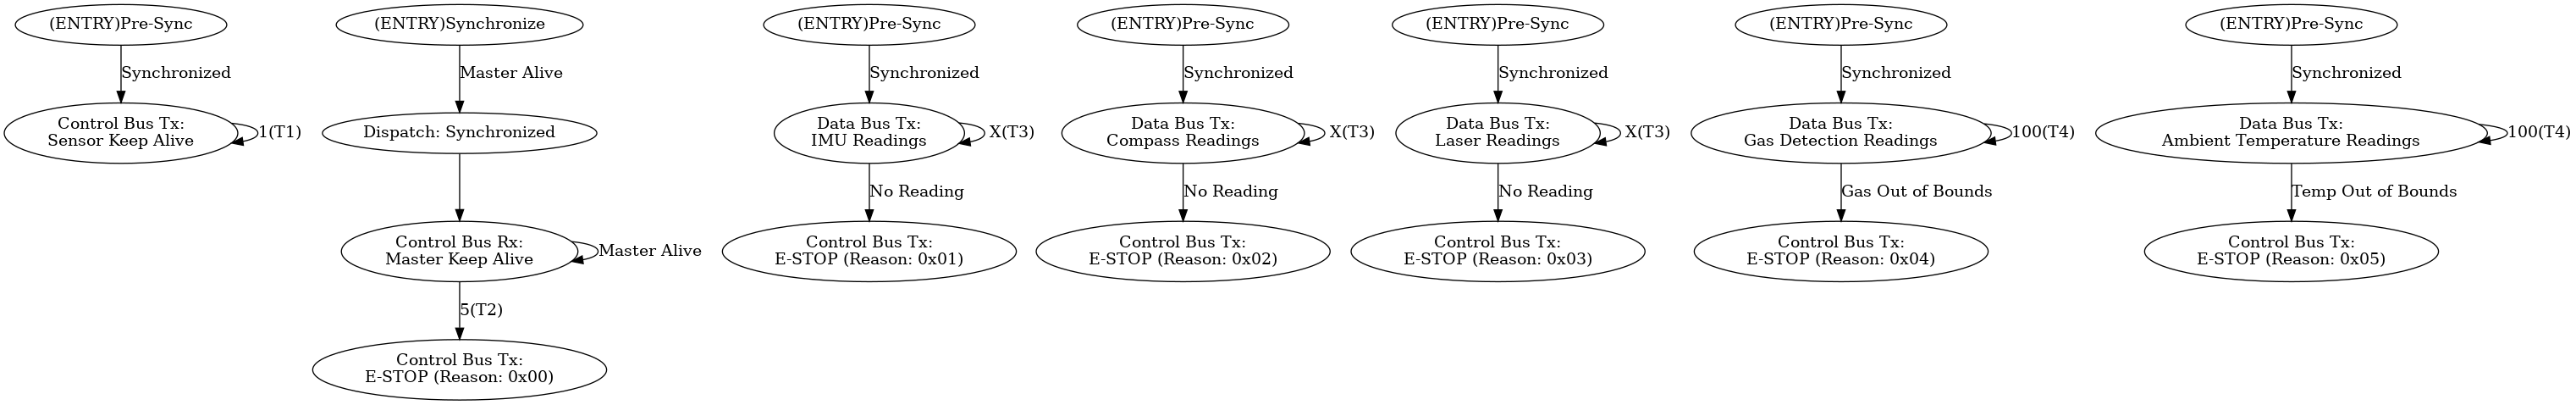 (ENTRY)Pre-Sync
Synchronized
Control Bus Tx:
Sensor Keep Alive
1(T1)
(ENTRY)Synchronize
Master Alive
Dispatch: Synchronized
Control Bus Rx:
Master Keep Alive
Master Alive
5(T2)
Control Bus Tx:
E-STOP (Reason: 0x00)
(ENTRY)Pre-Sync
Synchronized
Data Bus Tx:
IMU Readings
X(T3)
No Reading
Control Bus Tx:
E-STOP (Reason: 0x01)
(ENTRY)Pre-Sync
Synchronized
Data Bus Tx:
Compass Readings
X(T3)
No Reading
Control Bus Tx:
E-STOP (Reason: 0x02)
(ENTRY)Pre-Sync
Synchronized
Data Bus Tx:
Laser Readings
X(T3)
No Reading
Control Bus Tx:
E-STOP (Reason: 0x03)
(ENTRY)Pre-Sync
Synchronized
Data Bus Tx:
Gas Detection Readings
100(T4)
Gas Out of Bounds
Control Bus Tx:
E-STOP (Reason: 0x04)
(ENTRY)Pre-Sync
Synchronized
Data Bus Tx:
Ambient Temperature Readings
100(T4)
Temp Out of Bounds
Control Bus Tx:
E-STOP (Reason: 0x05)